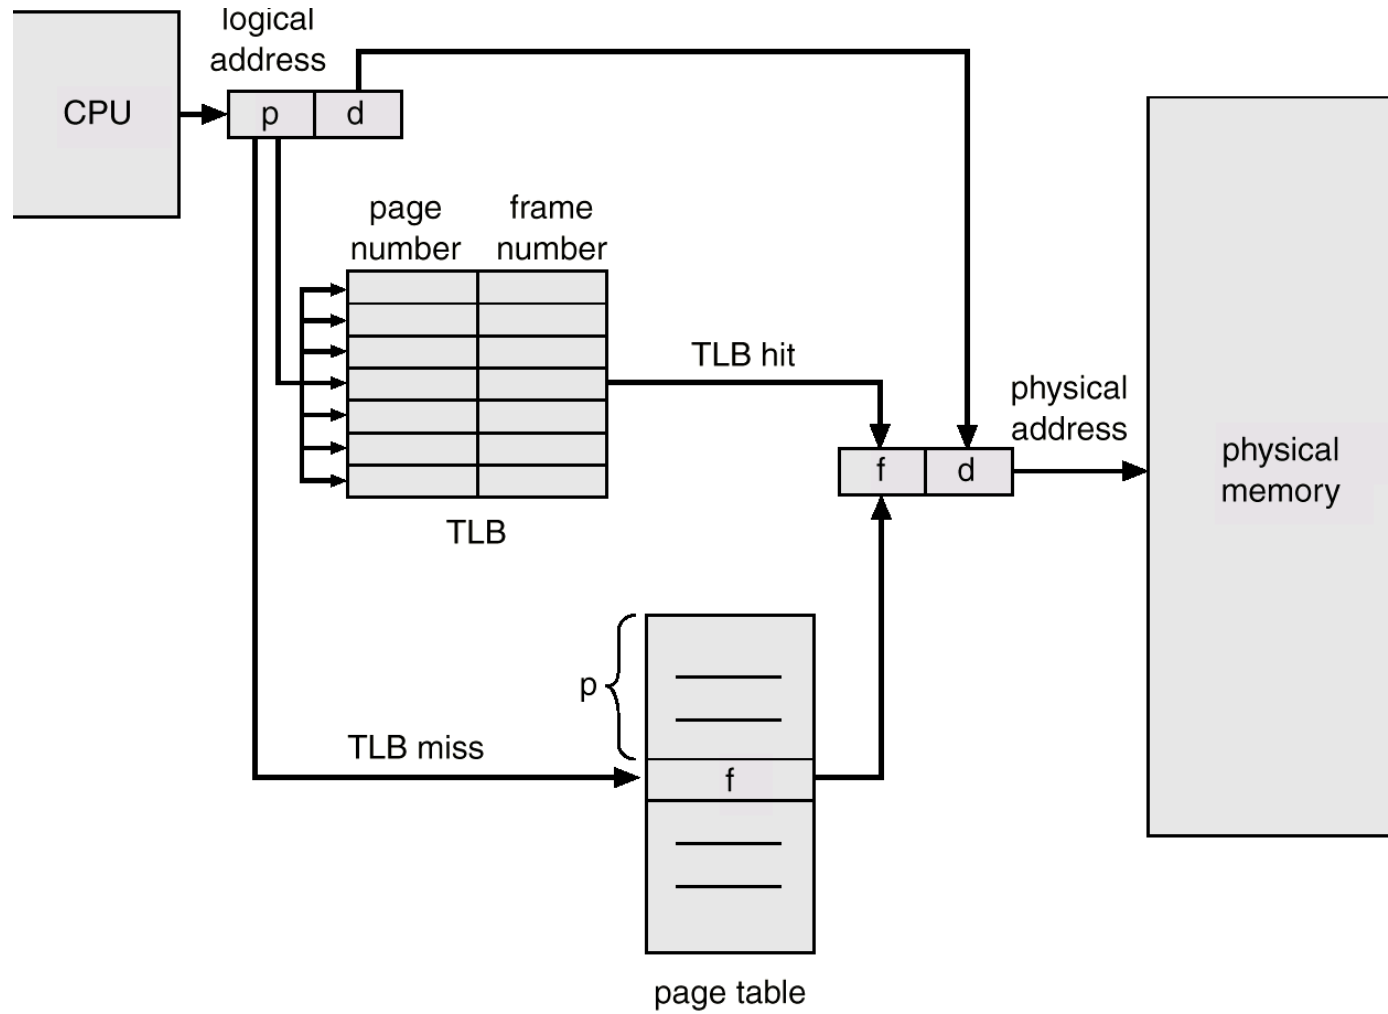 logical
address
CPU
p
d
page
number
frame
number
TLB hit
physical
address
f
d
physical
memory
TLB
p
TLB miss
f
page table